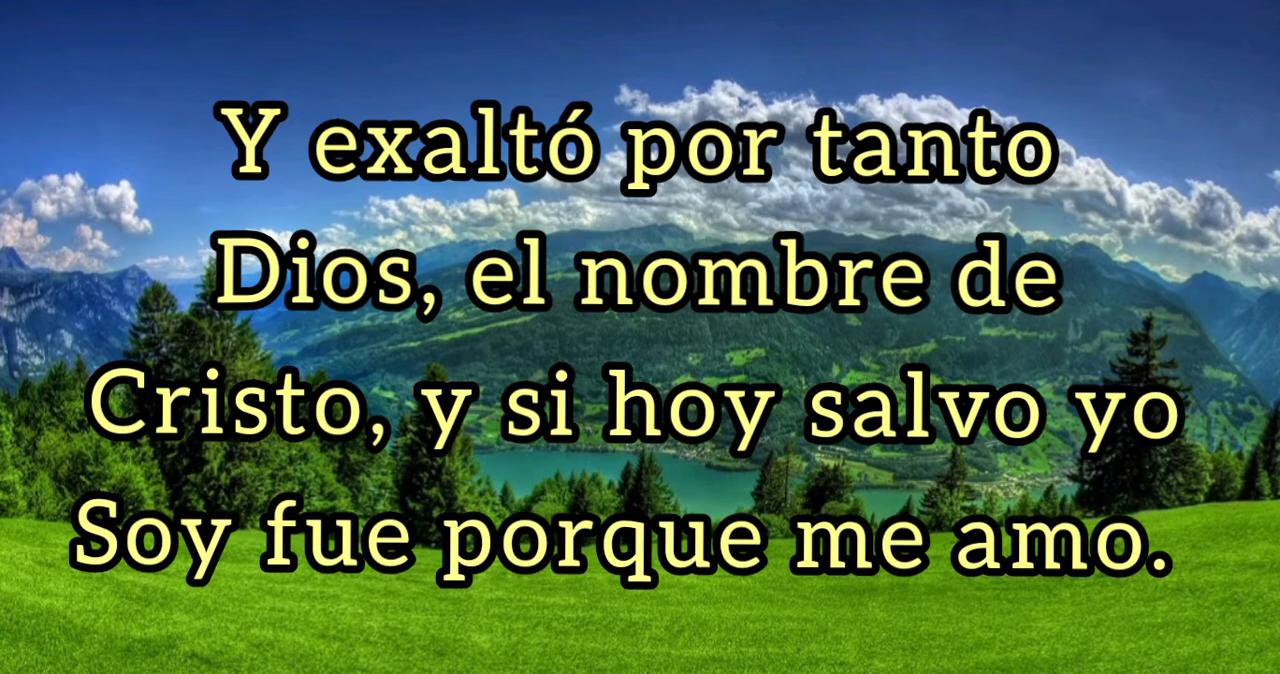 Y exaltó por tanto
Dios, el nombre de
Cristo, y si hoy salvo yo
Soy fue porque me amo.